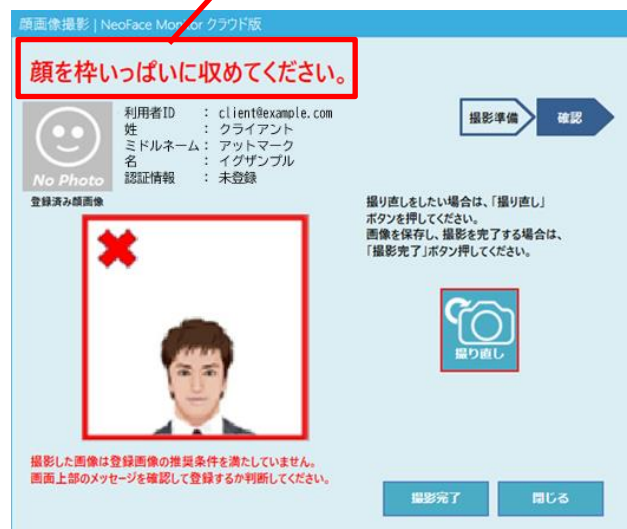 顔画像撮影 | NeoFace Monitor クラウド版
顔を枠いっぱいに収めてください。
利用者ID : client@example.com
姓 : クライアント
ミドルネーム : アットマーク
名 : イグザンプル
認証情報 : 未登録
No Photo
登録済み顔画像
撮影準備
確認
撮り直しをしたい場合は、「撮り直し」
ボタンを押してください。
画像を保存し、撮影を完了する場合は、
「撮影完了」ボタン押してください。
撮り直し
撮影した画像は登録画像の推奨条件を満たしていません。
画面上部のメッセージを確認して登録するか判断してください。
撮影完了
閉じる